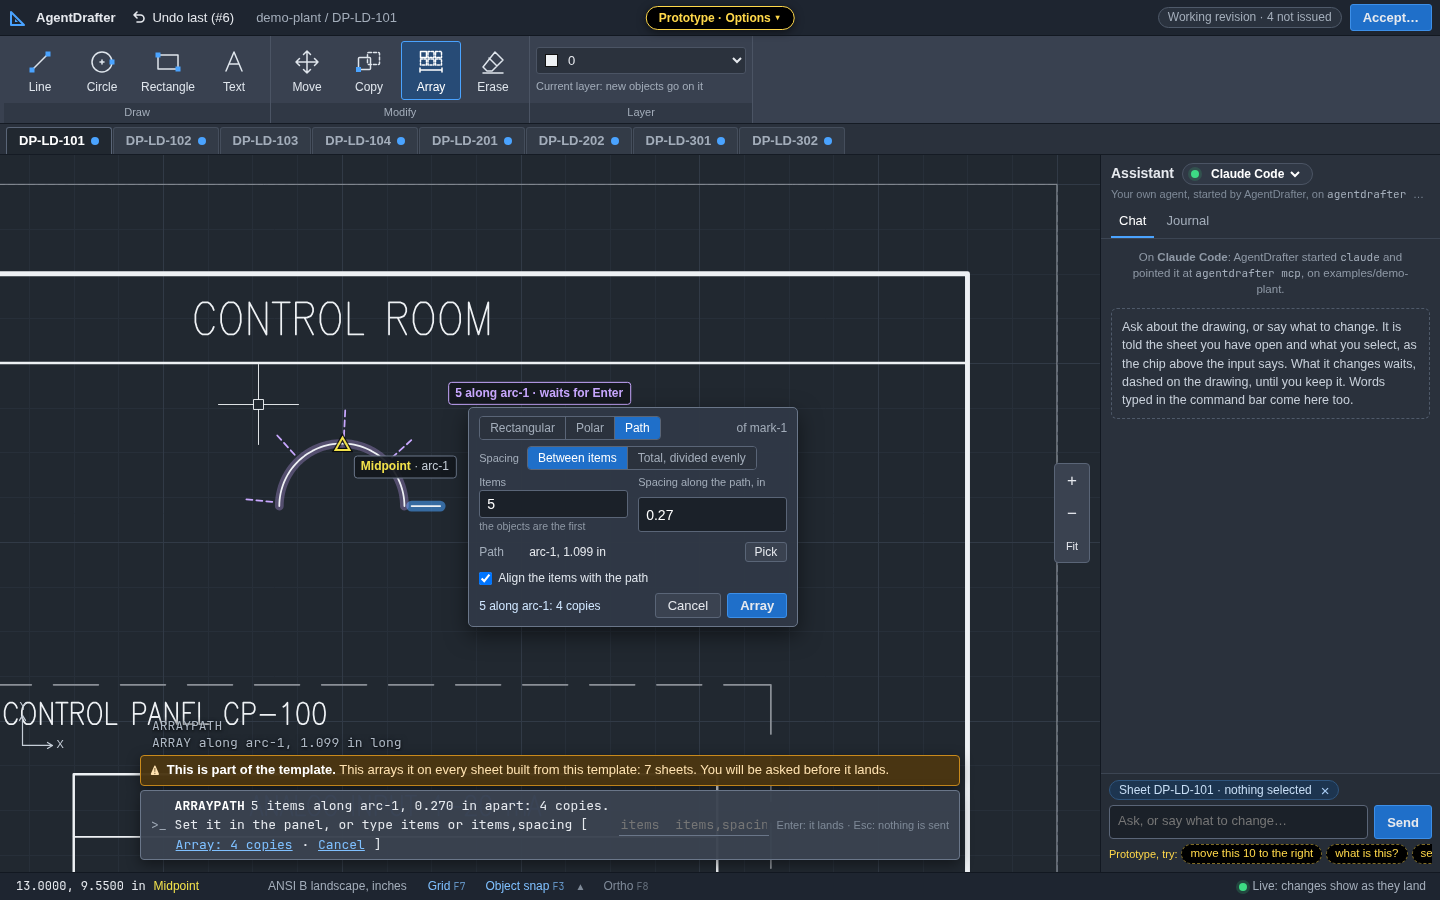 AgentDrafter
Undo last (#6)
demo-plant / DP-LD-101
Prototype · Options ▾
Working revision · 4 not issued
Accept…
Line
Circle
Rectangle
Text
Move
Copy
Array
Erase
0
Current layer: new objects go on it
Draw
Modify
Layer
DP-LD-101
DP-LD-102
DP-LD-103
DP-LD-104
DP-LD-201
DP-LD-202
DP-LD-301
DP-LD-302
CONTROL ROOM
5 along arc-1 · waits for Enter
Midpoint · arc-1
Rectangular
Polar
Path
of mark-1
Spacing
Between items
Total, divided evenly
Items
Spacing along the path, in
5
0.27
the objects are the first
Path
arc-1, 1.099 in
Pick
Align the items with the path
5 along arc-1: 4 copies
Cancel
Array
+
−
Fit
CONTROL PANEL CP-100
Y
X
ARRAYPATH
ARRAY along arc-1, 1.099 in long
This is part of the template. This arrays it on every sheet built from this template: 7 sheets. You will be asked before it lands.
ARRAYPATH 5 items along arc-1, 0.270 in apart: 4 copies.
>_ Set it in the panel, or type items or items,spacing [ items items,spacin Enter: it lands · Esc: nothing is sent
Array: 4 copies · Cancel ]
Assistant
Claude Code
Your own agent, started by AgentDrafter, on agentdrafter …
Chat
Journal
On Claude Code: AgentDrafter started claude and
pointed it at agentdrafter mcp, on examples/demo-
plant.
Ask about the drawing, or say what to change. It is
told the sheet you have open and what you select, as
the chip above the input says. What it changes waits,
dashed on the drawing, until you keep it. Words
typed in the command bar come here too.
Sheet DP-LD-101 · nothing selected ×
Ask, or say what to change…
Send
Prototype, try:
move this 10 to the right
what is this?
se
13.0000, 9.5500 in Midpoint
ANSI B landscape, inches
Grid F7
Object snap F3 ▲
Ortho F8
Live: changes show as they land